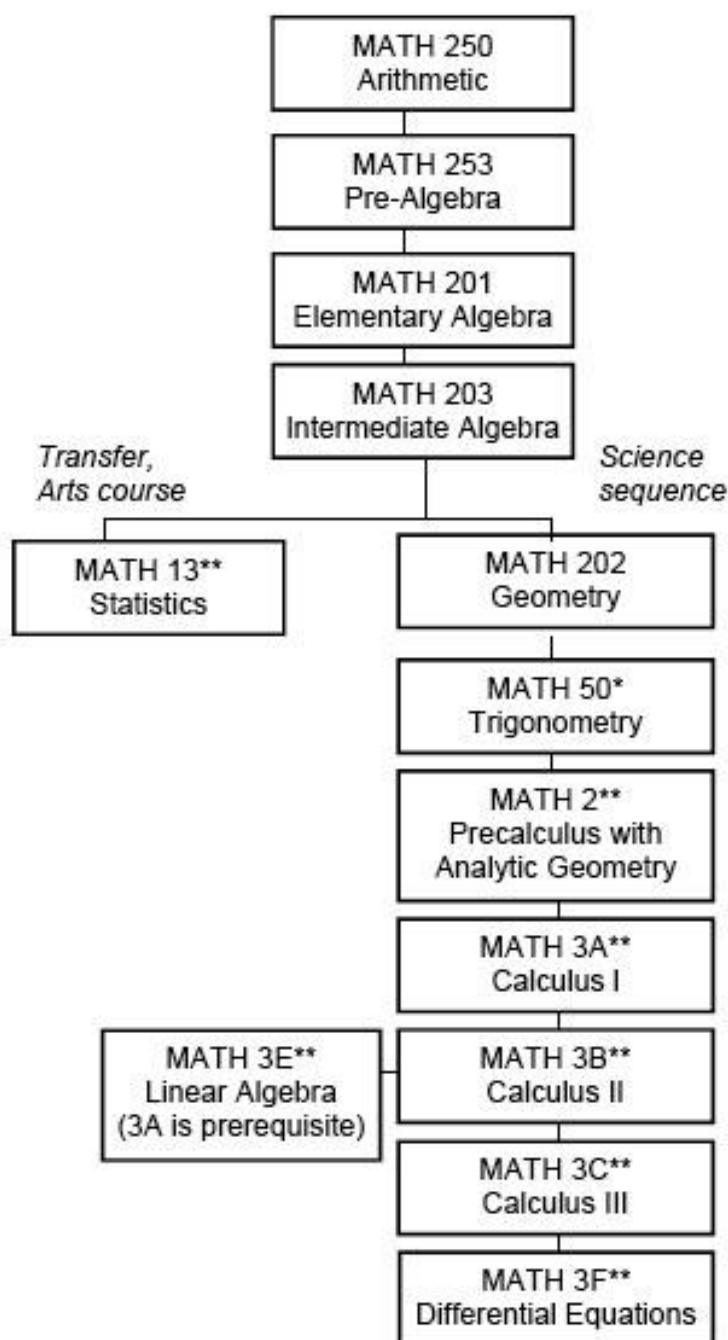 MATH 250
Arithmetic
MATH 253
Pre-Algebra
MATH 201
Elementary Algebra
MATH 203
Intermediate Algebra
Transfer,
Arts course
Science
sequence
MATH 13**
Statistics
MATH 202
Geometry
MATH 50*
Trigonometry
MATH 2**
Precalculus with
Analytic Geometry
MATH 3A**
Calculus I
MATH 3E**
Linear Algebra
(3A is prerequisite)
MATH 3B**
Calculus II
MATH 3C**
Calculus III
MATH 3F**
Differential Equations